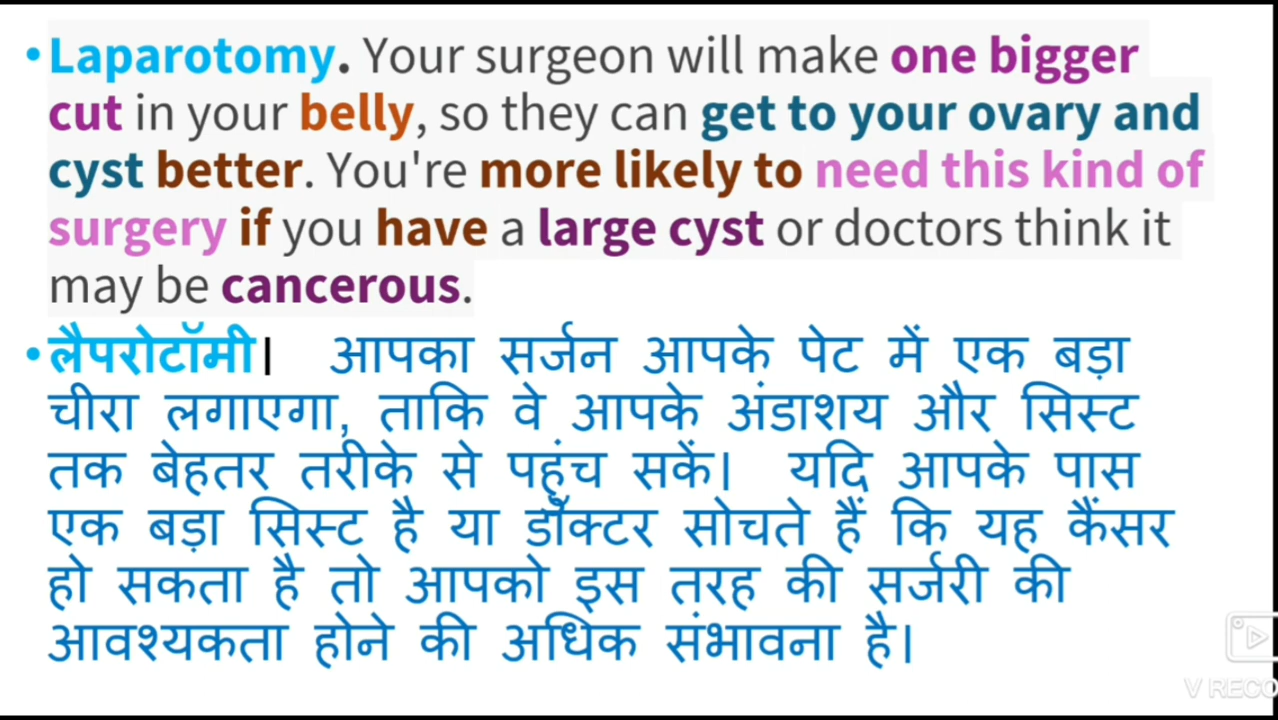 •Laparotomy. Your surgeon will make one bigger
cut in your belly, so they can get to your ovary and
cyst better. You're more likely to need this kind of
surgery if you have a large cyst or doctors think it
may be cancerous.
•लैपरोटॉमी। आपका सर्जन आपके पेट में एक बड़ा
चीरा लगाएगा, ताकि वे आपके अंडाशय और सिस्ट
तक बेहतर तरीके से पहुंच सकें। यदि आपके पास
एक बड़ा सिस्ट है या डॉक्टर सोचते हैं कि यह कैंसर
हो सकता है तो आपको इस तरह की सर्जरी की
आवश्यकता होने की अधिक संभावना है।
V RECO